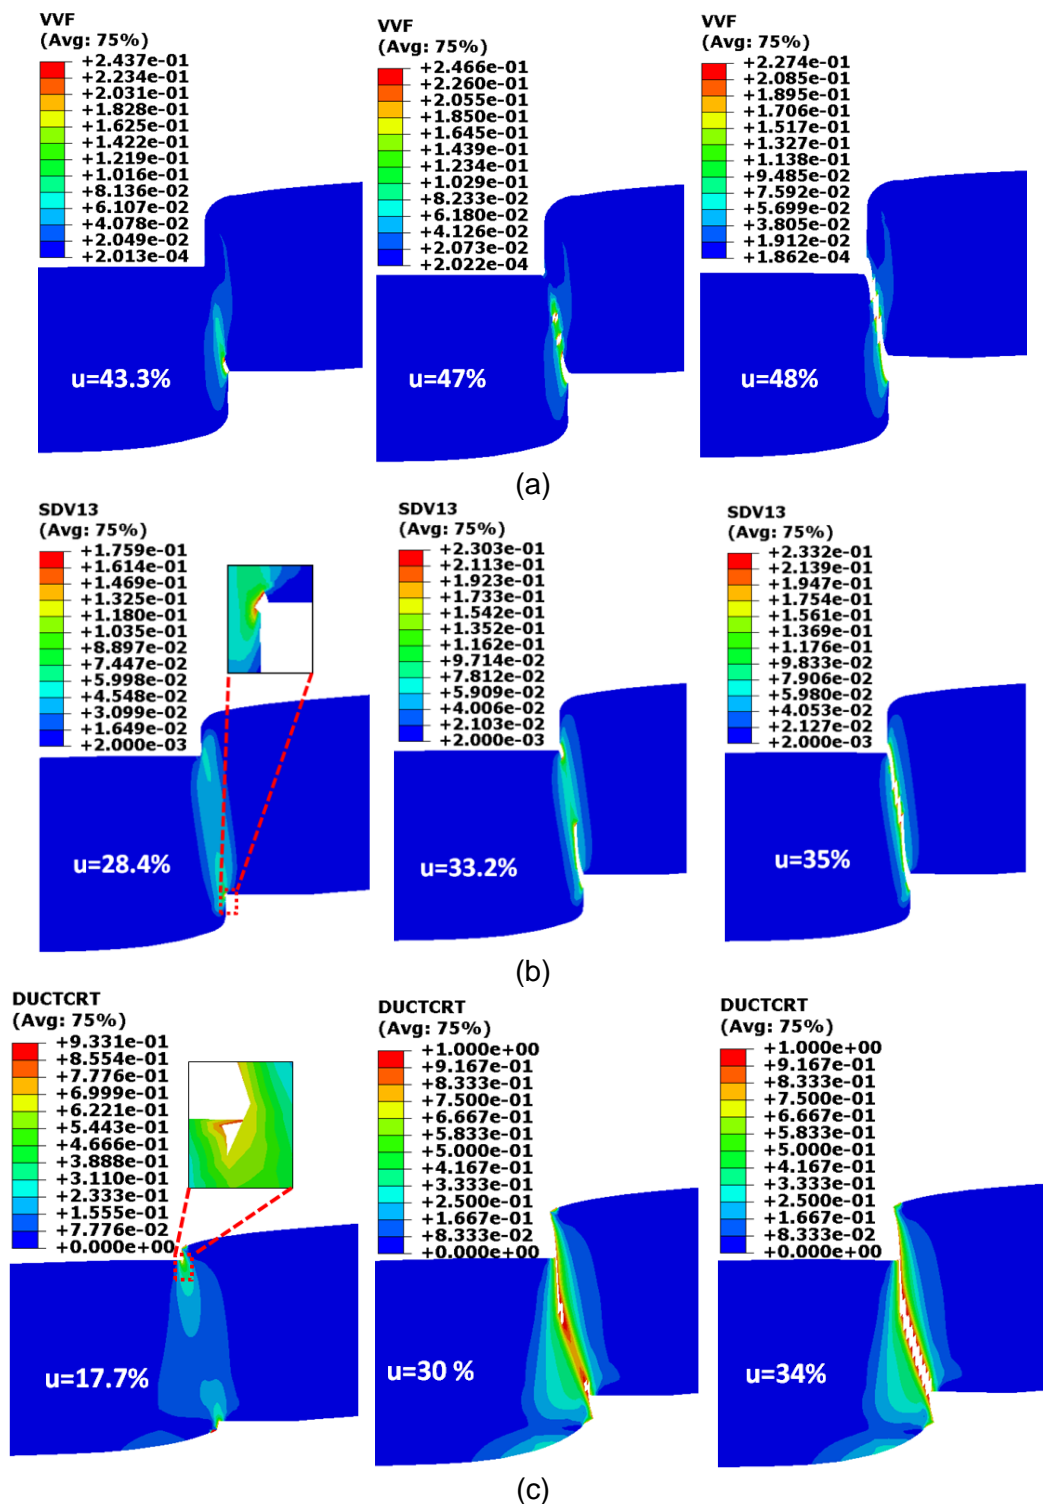 VVF
(Avg: 75%)
+2.437e-01
+2.234e-01
+2.031e-01
+1.828e-01
+1.625e-01
+1.422e-01
+1.219e-01
+1.016e-01
+8.136e-02
+6.107e-02
+4.078e-02
+2.049e-02
+2.013e-04
u=43.3%
VVF
(Avg: 75%)
+2.466e-01
+2.260e-01
+2.055e-01
+1.850e-01
+1.645e-01
+1.439e-01
+1.234e-01
+1.029e-01
+8.233e-02
+6.180e-02
+4.126e-02
+2.073e-02
+2.022e-04
u=47%
VVF
(Avg: 75%)
+2.274e-01
+2.085e-01
+1.895e-01
+1.706e-01
+1.517e-01
+1.327e-01
+1.138e-01
+9.485e-02
+7.592e-02
+5.699e-02
+3.805e-02
+1.912e-02
+1.862e-04
u=48%
(a)
SDV13
(Avg: 75%)
+1.759e-01
+1.614e-01
+1.469e-01
+1.325e-01
+1.180e-01
+1.035e-01
+8.897e-02
+7.447e-02
+5.998e-02
+4.548e-02
+3.099e-02
+1.649e-02
+2.000e-03
u=28.4%
SDV13
(Avg: 75%)
+2.303e-01
+2.113e-01
+1.923e-01
+1.733e-01
+1.542e-01
+1.352e-01
+1.162e-01
+9.714e-02
+7.812e-02
+5.909e-02
+4.006e-02
+2.103e-02
+2.000e-03
u=33.2%
SDV13
(Avg: 75%)
+2.332e-01
+2.139e-01
+1.947e-01
+1.754e-01
+1.561e-01
+1.369e-01
+1.176e-01
+9.833e-02
+7.906e-02
+5.980e-02
+4.053e-02
+2.127e-02
+2.000e-03
u=35%
(b)
DUCTCRT
(Avg: 75%)
+9.331e-01
+8.554e-01
+7.776e-01
+6.999e-01
+6.221e-01
+5.443e-01
+4.666e-01
+3.888e-01
+3.110e-01
+2.333e-01
+1.555e-01
+7.776e-02
+0.000e+00
u=17.7%
DUCTCRT
(Avg: 75%)
+1.000e+00
+9.167e-01
+8.333e-01
+7.500e-01
+6.667e-01
+5.833e-01
+5.000e-01
+4.167e-01
+3.333e-01
+2.500e-01
+1.667e-01
+8.333e-02
+0.000e+00
u=30 %
DUCTCRT
(Avg: 75%)
+1.000e+00
+9.167e-01
+8.333e-01
+7.500e-01
+6.667e-01
+5.833e-01
+5.000e-01
+4.167e-01
+3.333e-01
+2.500e-01
+1.667e-01
+8.333e-02
+0.000e+00
u=34%
(c)